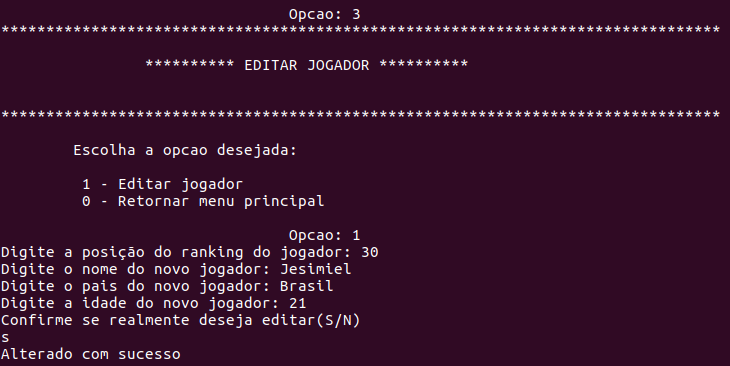 Opcao: 3
********************************************************************************
********** EDITAR JOGADOR **********
********************************************************************************
Escolha a opcao desejada:
1 - Editar jogador
0 - Retornar menu principal
Opcao: 1
Digite a posição do ranking do jogador: 30
Digite o nome do novo jogador: Jesimiel
Digite o pais do novo jogador: Brasil
Digite a idade do novo jogador: 21
Confirme se realmente deseja editar(S/N)
s
Alterado com sucesso